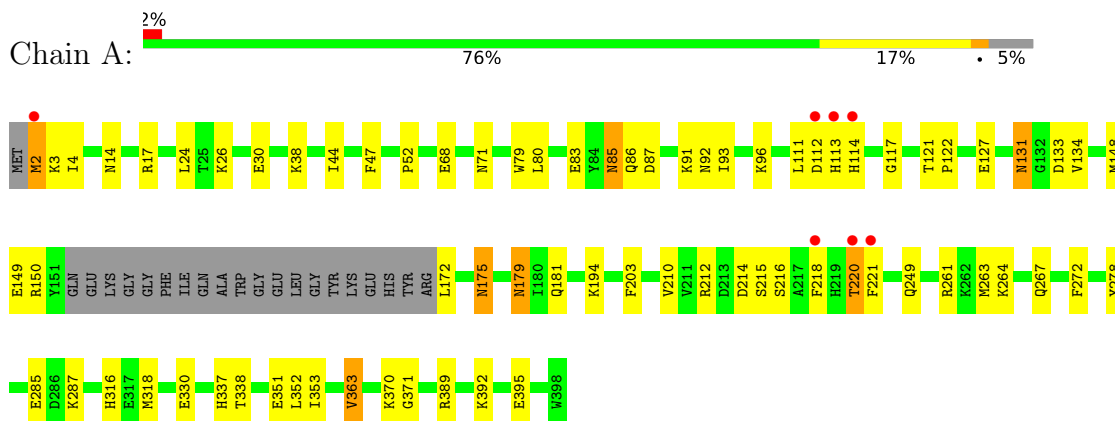 2%
Chain A:
76% 17% • 5%
MET M2 K3 I4 N14 R17 L24 T25 K26 E30 K38 I44 F47 P52 E68 N71 W79 L80 E83 Y84 N85 Q86 D87 K91 N92 I93 K96 L111 D112 H113 H114 G117 T121 P122 E127 N131 G132 D133 V134 M148
E149 R150 Y151 GLN GLU LYS GLY GLY PHE ILE GLN ALA TRP GLY GLU GLY TYR LYS GLU HIS TYR ARG L172 N175 N179 I180 Q181 K194 F203 V210 V211 R212 D213 D214 S215 S216 A217 F218 H219 T220 F221 Q249 R261 K262 M263 K264 Q267 F272 Y278
E285 D286 K287 H316 E317 M318 E330 H337 T338 E351 L352 I353 V363 K370 G371 R389 K392 E395 W398